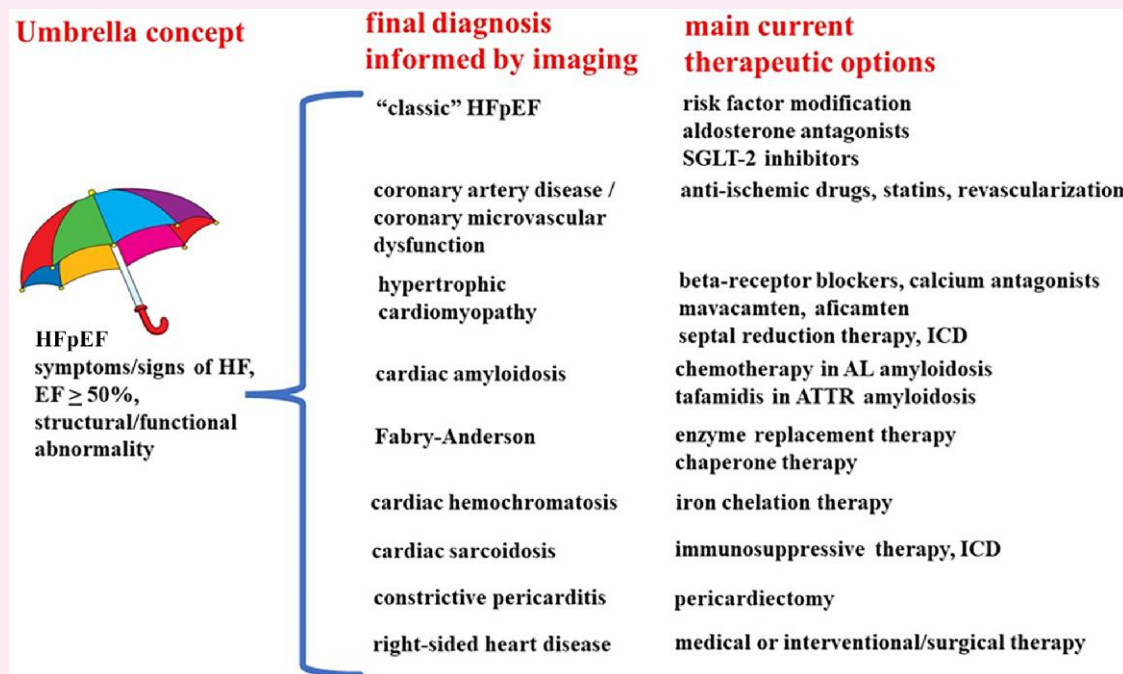 Umbrella concept
final diagnosis
informed by imaging
main current
therapeutic options
HFpEF
symptoms/signs of HF,
EF ≥ 50%,
structural/functional
abnormality
“classic” HFpEF
risk factor modification
aldosterone antagonists
SGLT-2 inhibitors
coronary artery disease /
coronary microvascular
dysfunction
anti-ischemic drugs, statins, revascularization
hypertrophic
cardiomyopathy
beta-receptor blockers, calcium antagonists
mavacamten, aficamten
septal reduction therapy, ICD
cardiac amyloidosis
chemotherapy in AL amyloidosis
tafamidis in ATTR amyloidosis
Fabry-Anderson
enzyme replacement therapy
chaperone therapy
cardiac hemochromatosis
iron chelation therapy
cardiac sarcoidosis
immunosuppressive therapy, ICD
constrictive pericarditis
pericardiectomy
right-sided heart disease
medical or interventional/surgical therapy